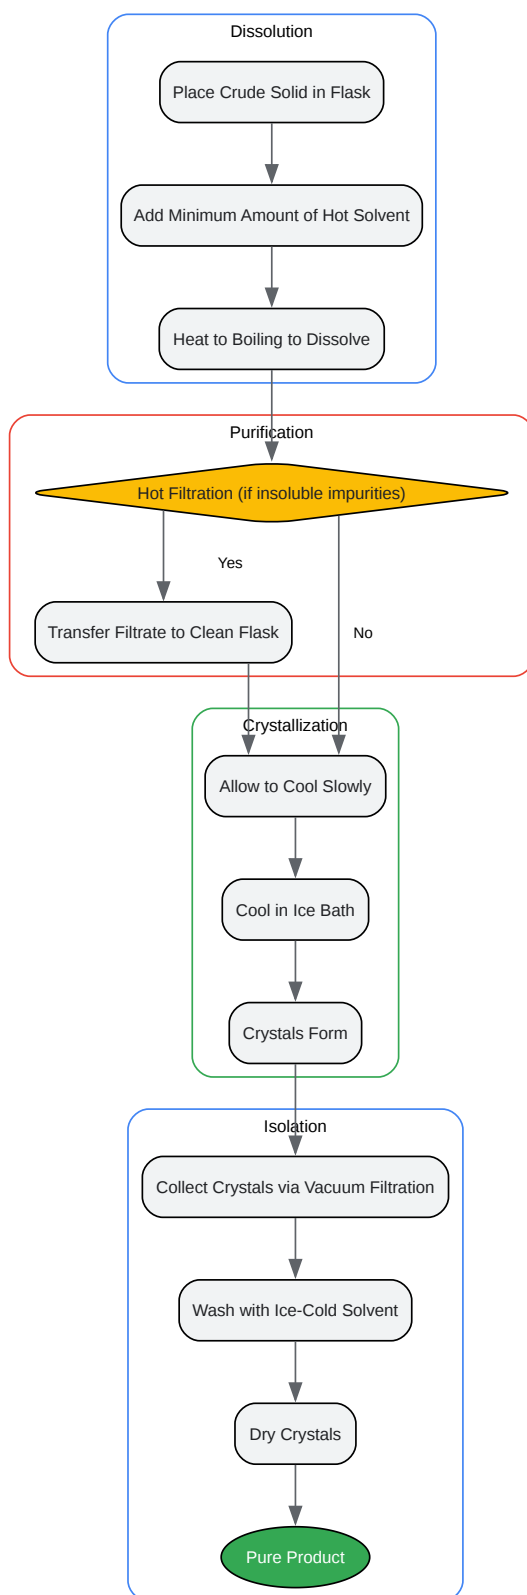 Dissolution
Place Crude Solid in Flask
Add Minimum Amount of Hot Solvent
Heat to Boiling to Dissolve
Purification
Hot Filtration (if insoluble impurities)
Yes
Transfer Filtrate to Clean Flask
No
Crystallization
Allow to Cool Slowly
Cool in Ice Bath
Crystals Form
Isolation
Collect Crystals via Vacuum Filtration
Wash with Ice-Cold Solvent
Dry Crystals
Pure Product